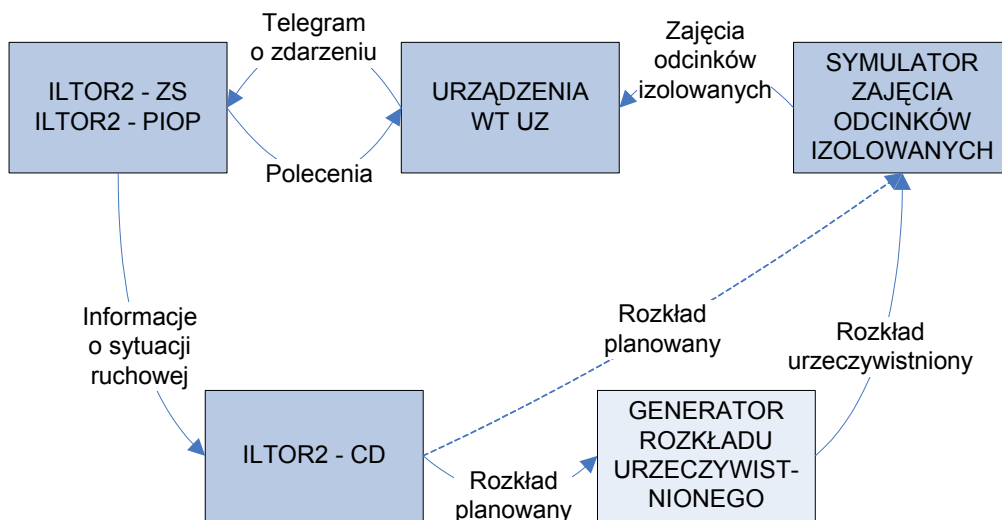 Telegram
o zdarzeniu
Zajęcia
odcinków
izolowanych
ILTOR2 - ZS
ILTOR2 - PIOP
URZĄDZENIA
WT UZ
SYMULATOR
ZAJĘCIA
ODCINKÓW
IZOLOWANYCH
Polecenia
Informacje
o sytuacji
ruchowej
Rozkład
planowany
Rozkład
urzeczywistniony
ILTOR2 - CD
Rozkład
planowany
GENERATOR
ROZKŁADU
URZECZYWIST-
NIONEGO